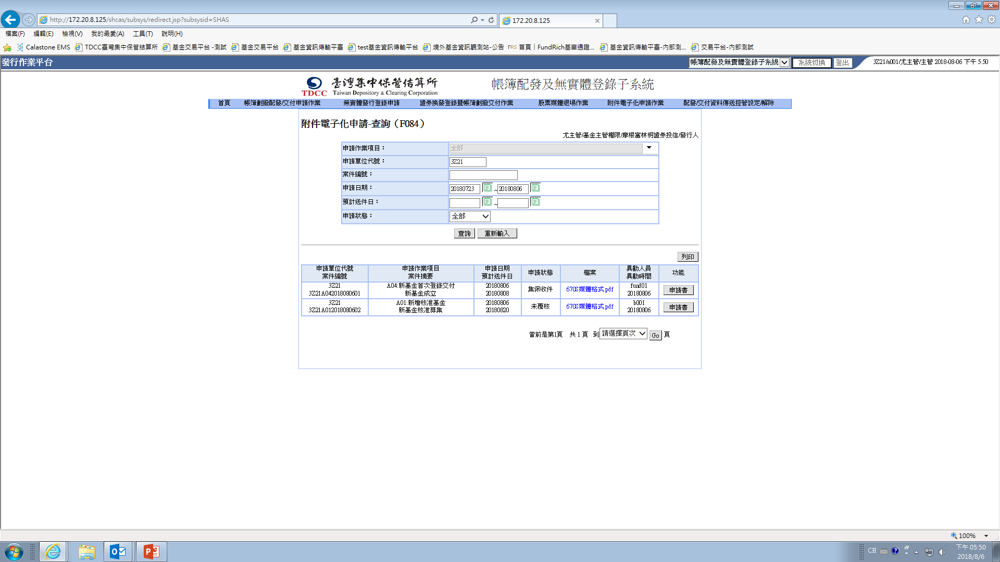 http://172.20.8.125/shcas/subsys/redirect.jsp?subsysid=SHAS
172.20.8.125
檔案(F) 編輯(E) 檢視(V) 我的最愛(A) 工具(T) 說明(H)
Calastone EMS TDCC臺灣集中保管結算所 基金交易平台 -測試 基金交易平台 基金資訊傳輸平臺 test基金資訊傳輸平台 境外基金資訊觀測站-公告 FRS 首頁 | FundRich基富通證... 基金資訊傳輸平臺-內部測... 交易平台-內部測試
發行作業平台 帳簿配發及無實體登錄子系統 系統切換 登出 3Z21/a001/尤主管/主管 2018-08-06 下午 5:50
TDCC 臺灣集中保管結算所
Taiwan Depository & Clearing Corporation
帳簿配發及無實體登錄子系統
首頁 帳簿劃撥配發/交付申請作業 無實體發行登錄申請 證券換發登錄暨帳簿劃撥交付作業 股票媒體退場作業 附件電子化申請作業 配發/交付資料傳送控管設定/解除
附件電子化申請-查詢（F084）
尤主管/基金主管權限/摩根富林明證券投信/發行人
申請作業項目： 全部
申請單位代號： 3Z21
案件編號：
申請日期： 20180723 ~ 20180806
預計送件日： ~
申請狀態： 全部
查詢 重新輸入
列印
申請單位代號 案件編號 申請作業項目 案件摘要 申請日期 預計送件日 申請狀態 檔案 異動人員 異動時間 功能
3Z21 A04:新基金首次登錄交付 20180806 集保收件 670S媒體格式.pdf fund01 申請書
3Z21A042018080601 新基金成立 20180808 20180806
3Z21 A01:新增核准基金 20180806 未覆核 670S媒體格式.pdf b001 申請書
3Z21A012018080602 新基金核准募集 20180820 20180806
當前是第1頁 共 1 頁 到 請選擇頁次 Go 頁
100%
CH 下午 05:50
2018/8/6